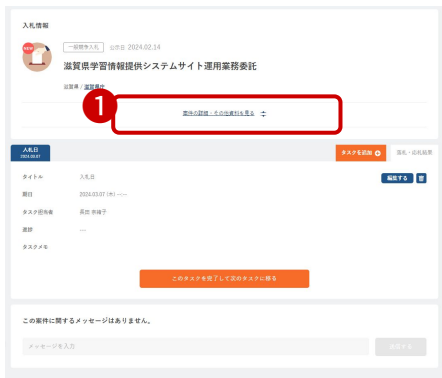 入札情報
NEW
一般競争入札 公示日 2024.02.14
滋賀県学習情報提供システムサイト運用業務委託
滋賀県 / 滋賀県庁
1
案件の詳細・その他資料を見る
入札日
2024.03.07
タスクを追加
落札・応札結果
タイトル 入札日
編集する
期日 2024.03.07 (木) --:--
タスク担当者
進捗 ---
タスクメモ
このタスクを完了して次のタスクに移る
この案件に関するメッセージはありません。
メッセージを入力
送信する